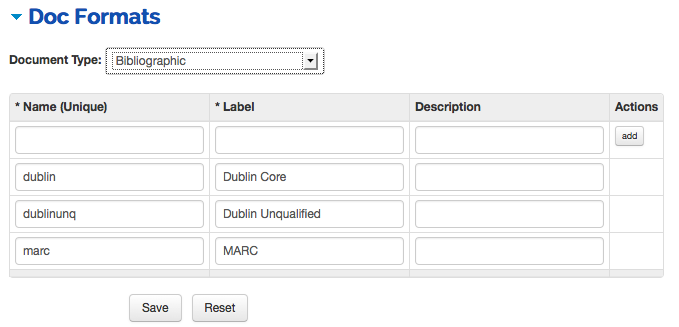 Doc Formats
Document Type: Bibliographic
* Name (Unique) * Label Description Actions
add
dublin Dublin Core
dublinunq Dublin Unqualified
marc MARC
Save Reset